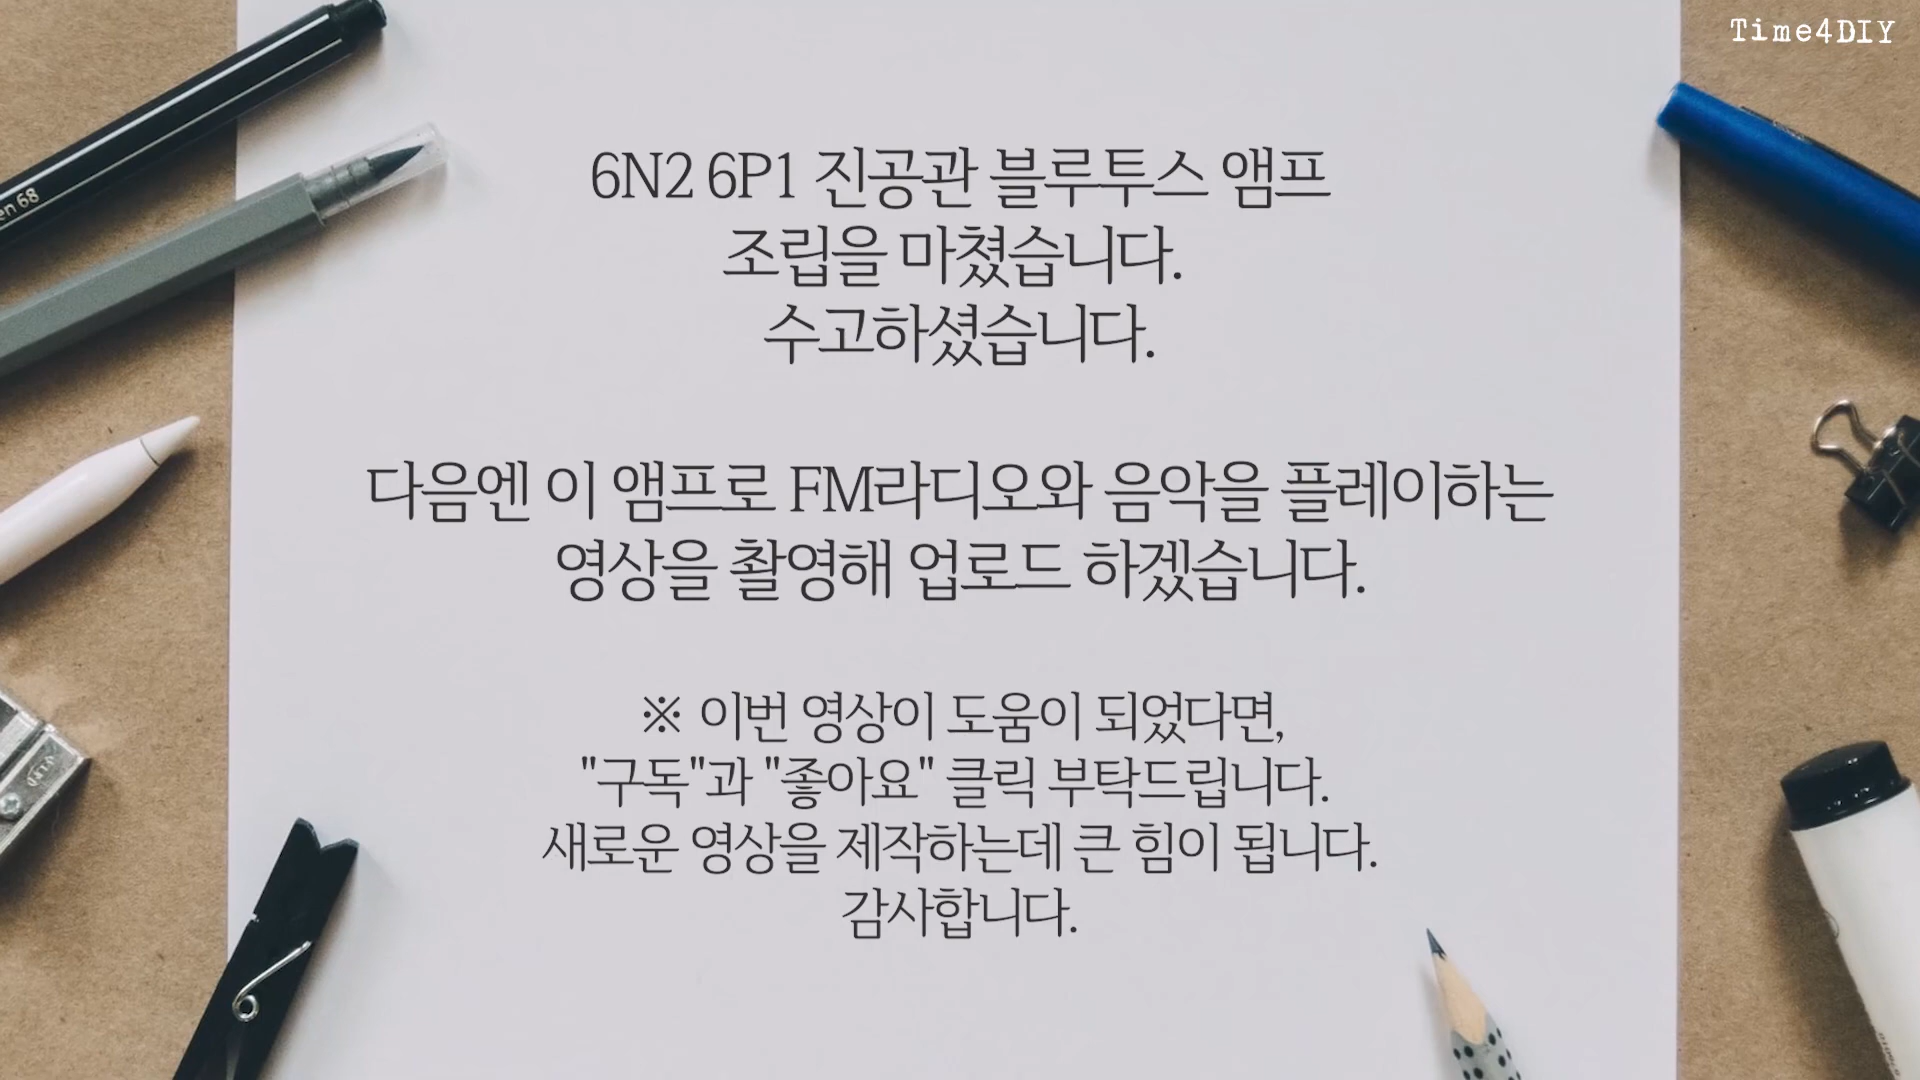 Time4DIY
en 68
6N2 6P1 진공관 블루투스 앰프
조립을 마쳤습니다.
수고하셨습니다.
다음엔 이 앰프로 FM라디오와 음악을 플레이하는
영상을 촬영해 업로드 하겠습니다.
※ 이번 영상이 도움이 되었다면,
"구독"과 "좋아요" 클릭 부탁드립니다.
새로운 영상을 제작하는데 큰 힘이 됩니다.
감사합니다.